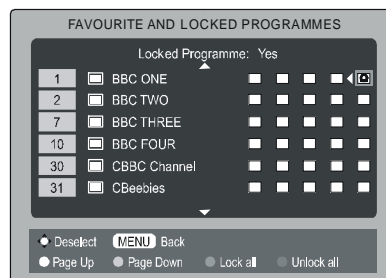 FAVOURITE AND LOCKED PROGRAMMES
Locked Programme: Yes
1 BBC ONE
2 BBC TWO
7 BBC THREE
10 BBC FOUR
30 CBBC Channel
31 CBeebies
Deselect MENU Back
Page Up Page Down Lock all Unlock all